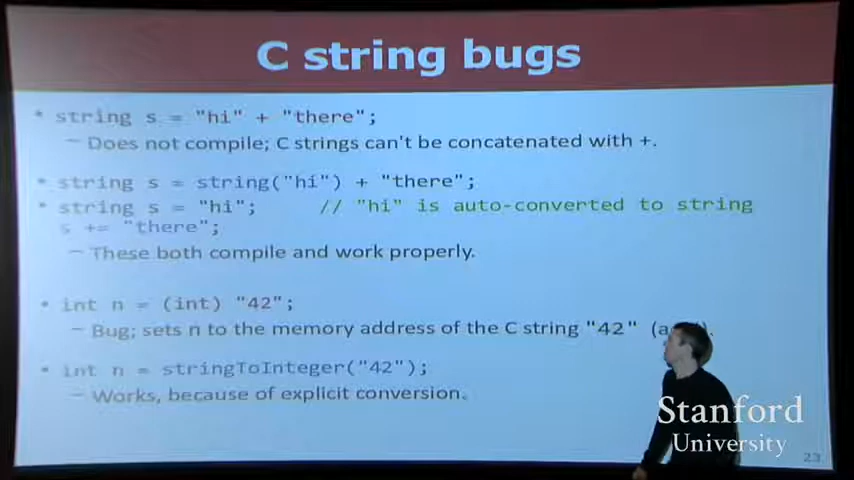 C string bugs
• string s = "hi" + "there";
– Does not compile; C strings can't be concatenated with +.
• string s = string("hi") + "there";
• string s = "hi"; // "hi" is auto-converted to string
s += "there";
– These both compile and work properly.
• int n = (int) "42";
– Bug; sets n to the memory address of the C string "42"
• int n = stringToInteger("42");
– Works, because of explicit conversion.
Stanford
University
23